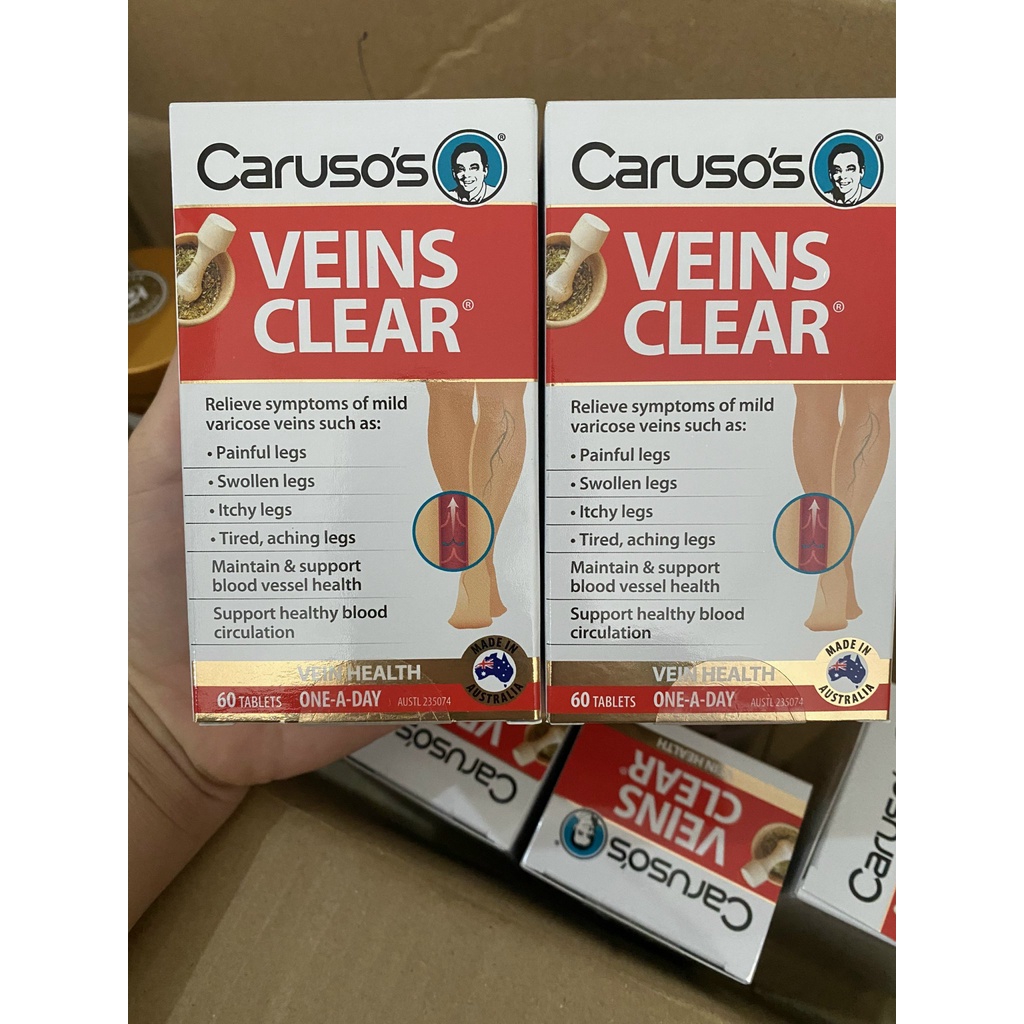 Caruso's®
VEINS
CLEAR®
Relieve symptoms of mild
varicose veins such as:
• Painful legs
• Swollen legs
• Itchy legs
• Tired, aching legs
Maintain & support
blood vessel health
Support healthy blood
circulation
VEIN HEALTH
60 TABLETS ONE-A-DAY AUSTL 235074
MADE IN
AUSTRALIA
Caruso's®
VEINS
CLEAR®
Relieve symptoms of mild
varicose veins such as:
• Painful legs
• Swollen legs
• Itchy legs
• Tired, aching legs
Maintain & support
blood vessel health
Support healthy blood
circulation
VEIN HEALTH
60 TABLETS ONE-A-DAY AUSTL 235074
MADE IN
AUSTRALIA
Caruso's
Caruso's®
VEINS
CLEAR®
VEIN HEALTH